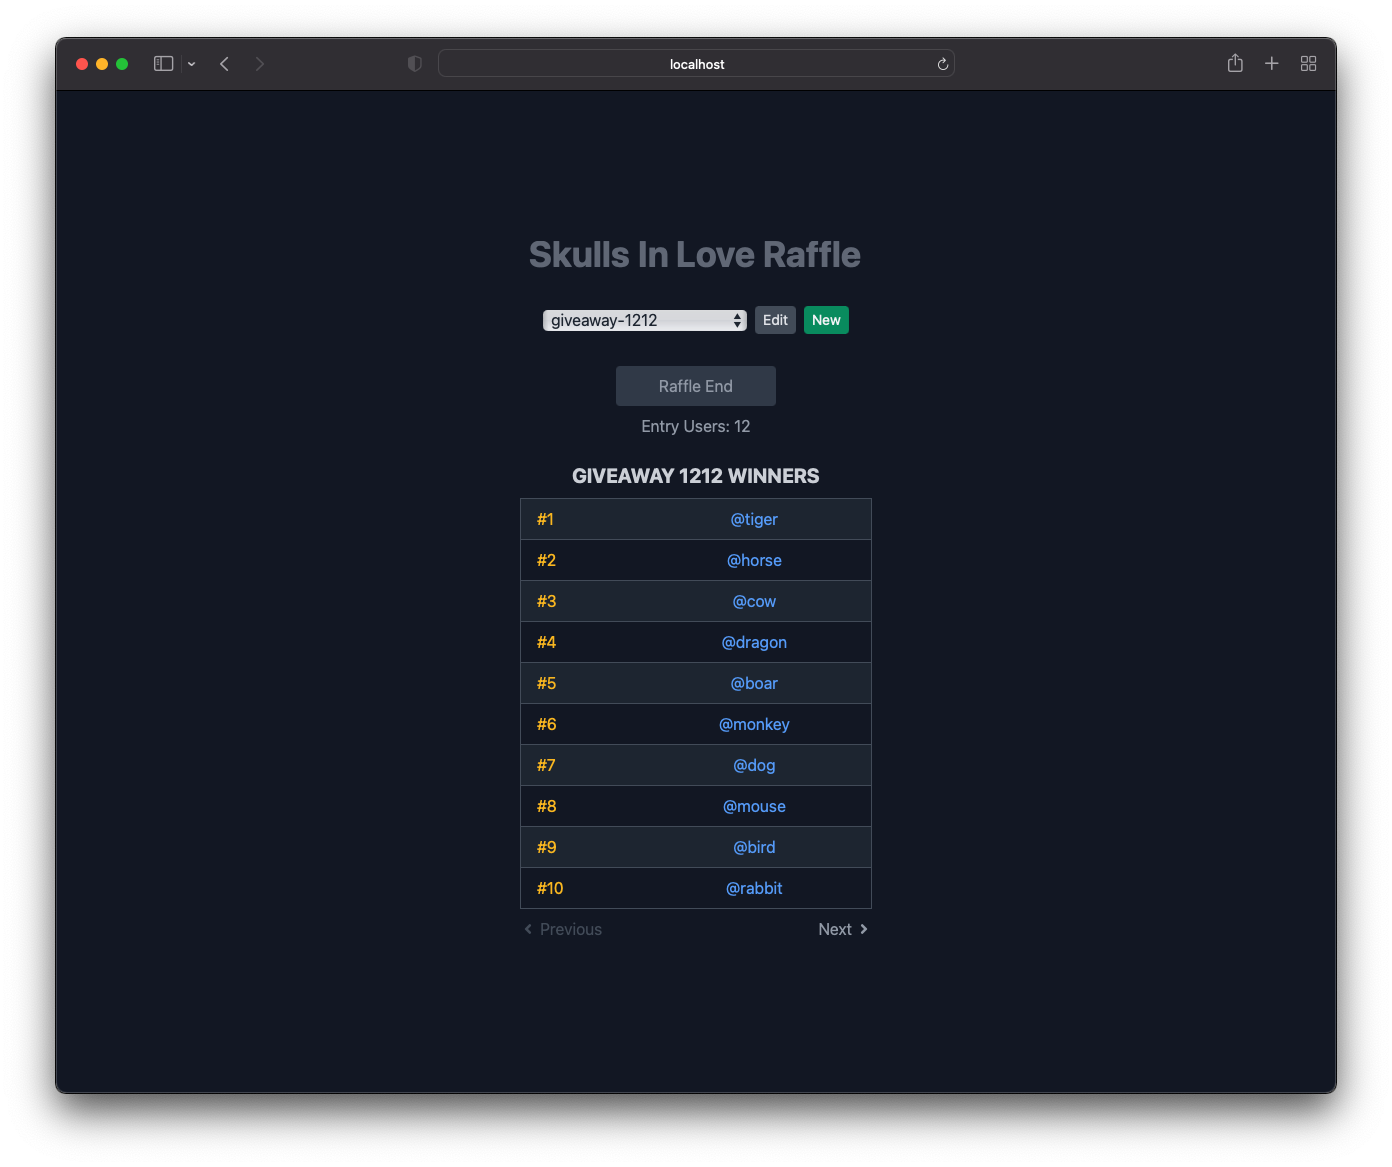 localhost
Skulls In Love Raffle
giveaway-1212 Edit New
Raffle End
Entry Users: 12
GIVEAWAY 1212 WINNERS
#1 @tiger
#2 @horse
#3 @cow
#4 @dragon
#5 @boar
#6 @monkey
#7 @dog
#8 @mouse
#9 @bird
#10 @rabbit
Previous Next